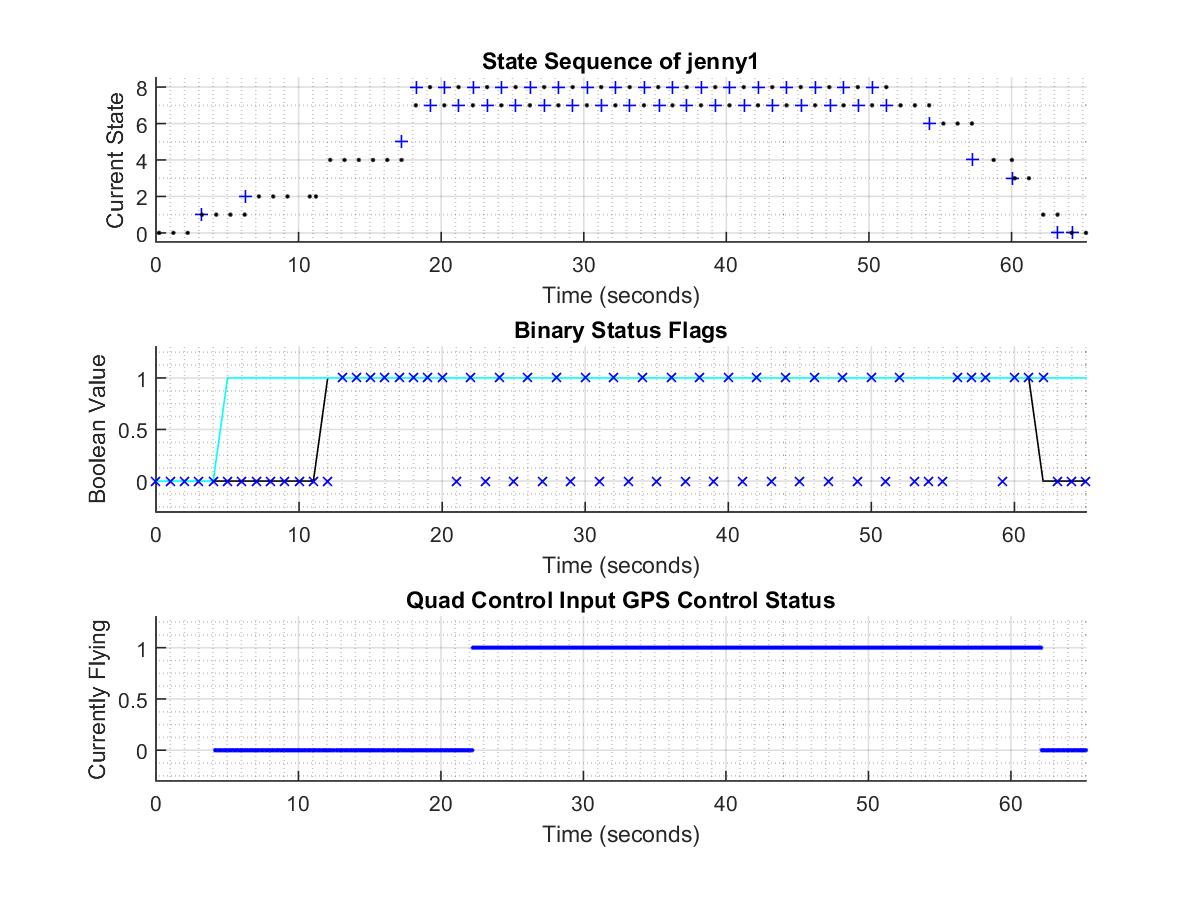 State Sequence of jenny1
Current State
8
6
4
2
0
0 10 20 30 40 50 60
Time (seconds)
Binary Status Flags
Boolean Value
1
0.5
0
0 10 20 30 40 50 60
Time (seconds)
Quad Control Input GPS Control Status
Currently Flying
1
0.5
0
0 10 20 30 40 50 60
Time (seconds)